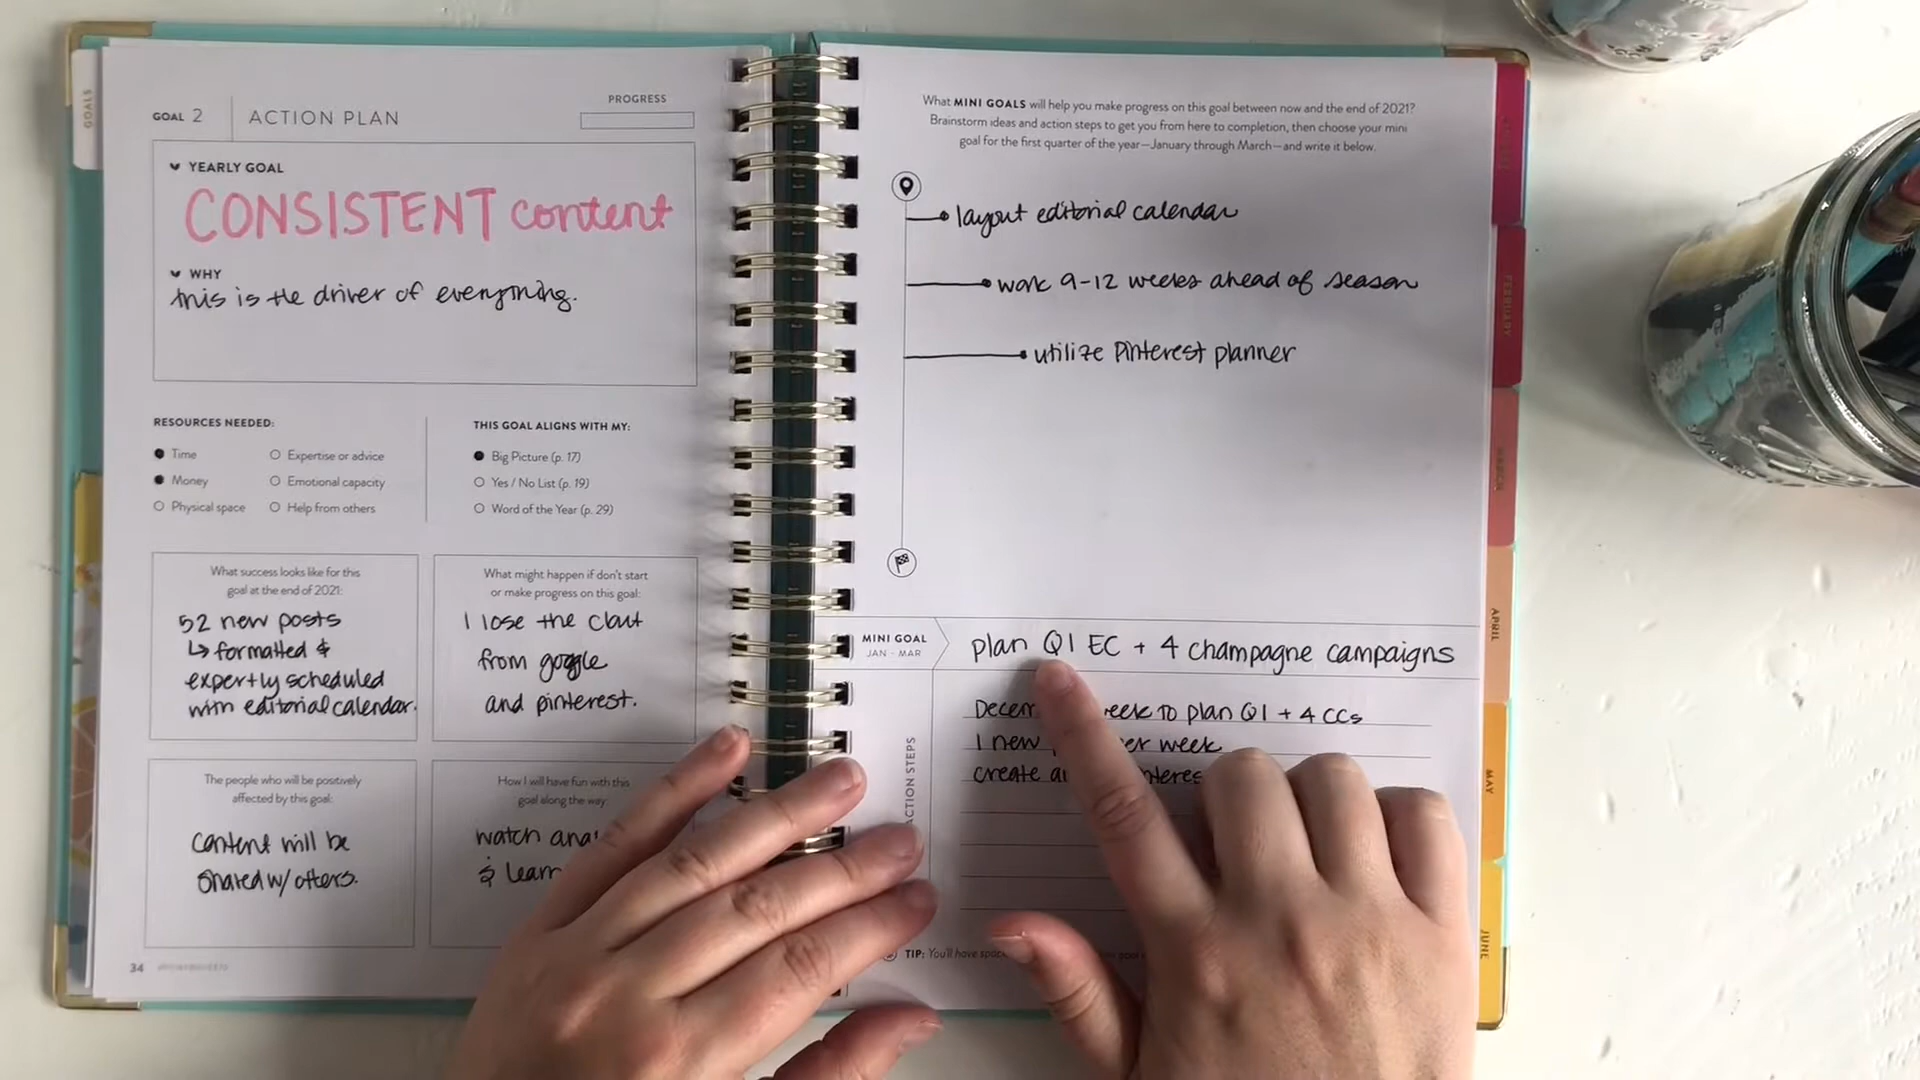 GOALS
GOAL 2 ACTION PLAN
PROGRESS
YEARLY GOAL
CONSISTENT content
WHY
this is the driver of everything.
RESOURCES NEEDED:
Time
Money
Physical space
Expertise or advice
Emotional capacity
Help from others
THIS GOAL ALIGNS WITH MY:
Big Picture (p. 17)
Yes / No List (p. 19)
Word of the Year (p. 29)
What success looks like for this
goal at the end of 2021:
52 new posts
↳ formatted &
expertly scheduled
with editorial calendar.
What might happen if don't start
or make progress on this goal:
I lose the clout
from google
and pinterest.
The people who will be positively
affected by this goal:
Content will be
shared w/ others.
How I will have fun with this
goal along the way:
watch
& learn
34
What MINI GOALS will help you make progress on this goal between now and the end of 2021?
Brainstorm ideas and action steps to get you from here to completion, then choose your mini
goal for the first quarter of the year—January through March—and write it below.
layout editorial calendar
work 9-12 weeks ahead of season
utilize Pinterest planner
MINI GOAL
JAN - MAR
plan Q1 EC + 4 champagne campaigns
ACTION STEPS
week to plan Q1 + 4 CCs
1 new per week
create
TIP: You'll have
FEBRUARY
MARCH
APRIL
MAY
JUNE